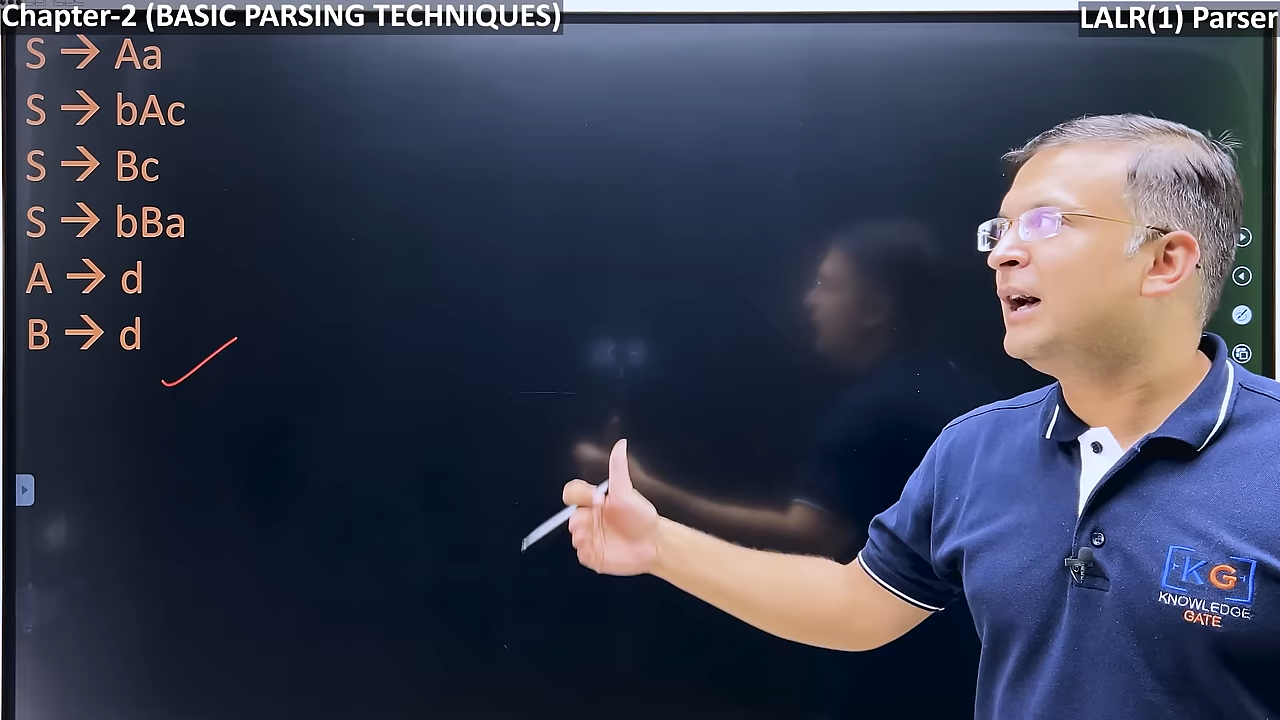 Chapter-2 (BASIC PARSING TECHNIQUES)
LALR(1) Parser
S → Aa
S → bAc
S → Bc
S → bBa
A → d
B → d
KG
KNOWLEDGE
GATE